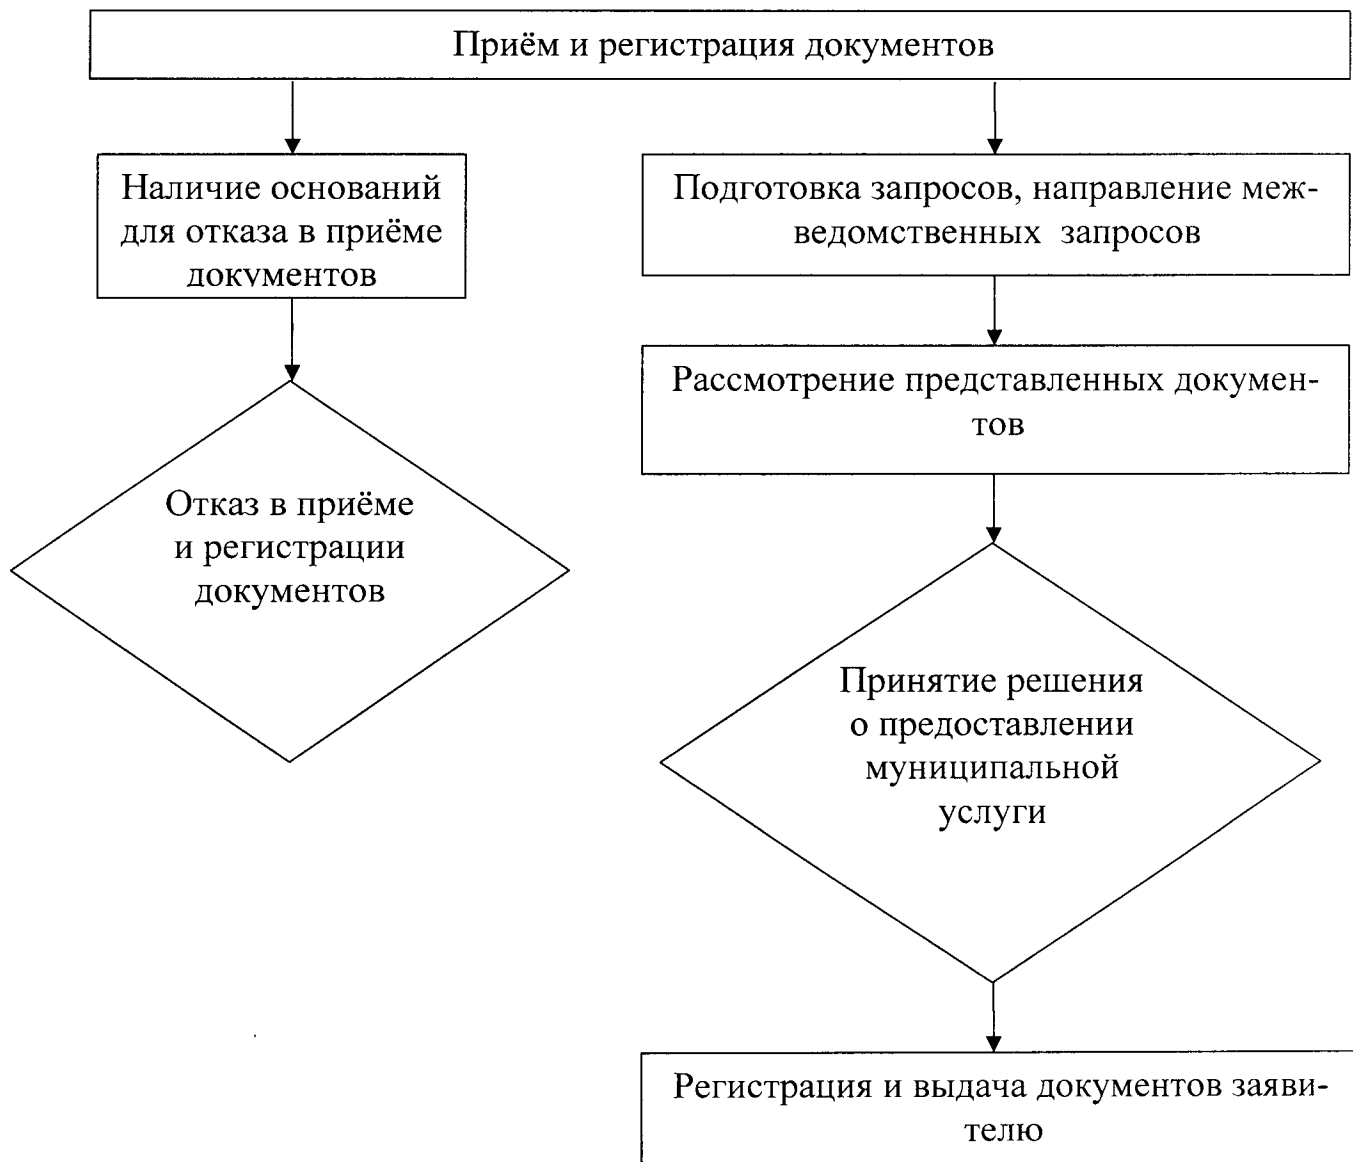 Приём и регистрация документов
Наличие оснований
для отказа в приёме
документов
Подготовка запросов, направление меж-
ведомственных запросов
Рассмотрение представленных докумен-
тов
Отказ в приёме
и регистрации
документов
Принятие решения
о предоставлении
муниципальной
услуги
Регистрация и выдача документов заяви-
телю